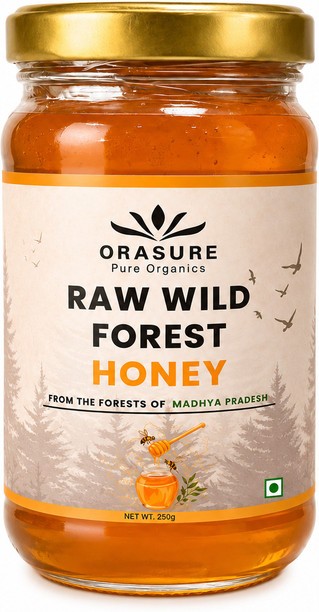 ORASURE
Pure Organics
RAW WILD
FOREST
HONEY
FROM THE FORESTS OF MADHYA PRADESH
NET WT. 250g